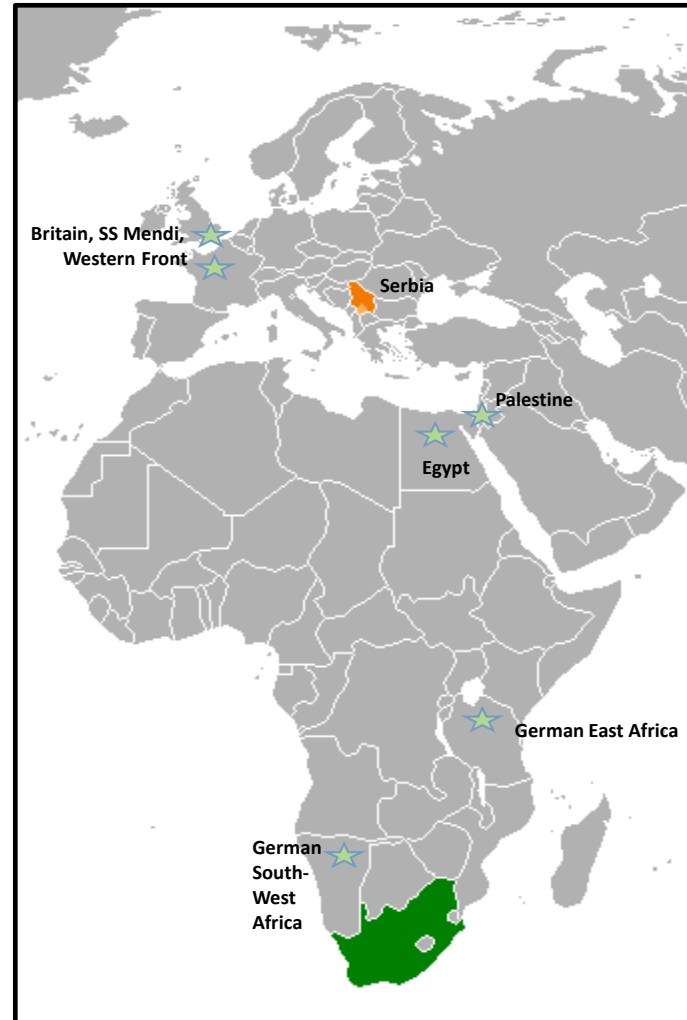 Britain, SS Mendi,
Western Front
Serbia
Palestine
Egypt
German East Africa
German
South-
West
Africa